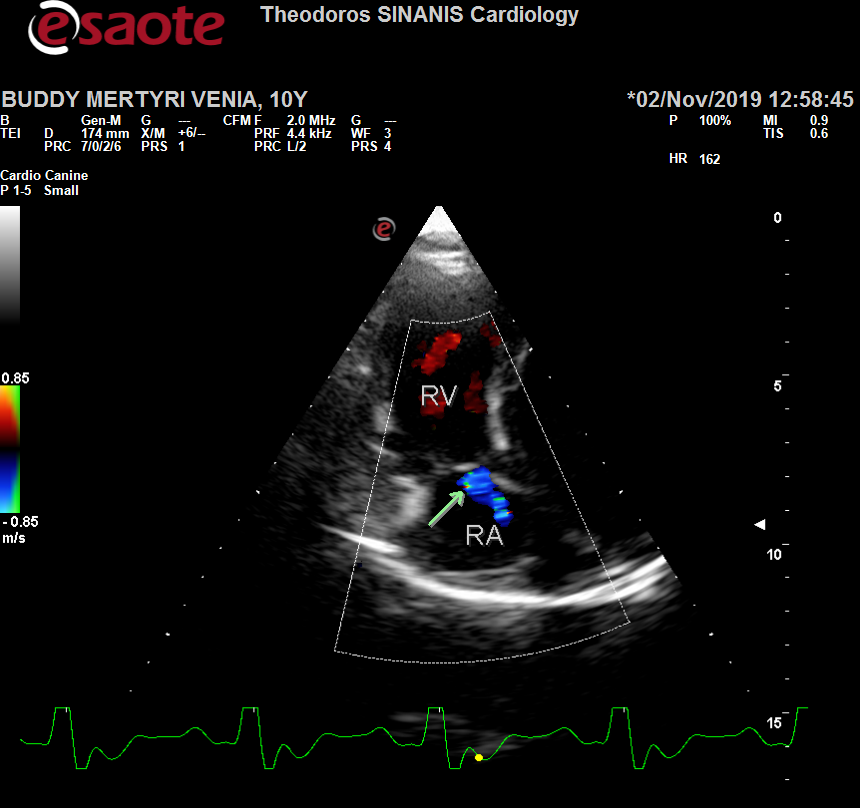 esaote
Theodoros SINANIS Cardiology
BUDDY MERTYRI VENIA, 10Y
*02/Nov/2019 12:58:45
B Gen-M G --- CFM F 2.0 MHz G --- P 100% MI 0.9
TEI D 174 mm X/M +6/-- PRF 4.4 kHz WF 3 TIS 0.6
PRC 7/0/2/6 PRS 1 PRC L/2 PRS 4
HR 162
Cardio Canine
P 1-5 Small
0
0.85
5
RV
-0.85
m/s
RA
10
15